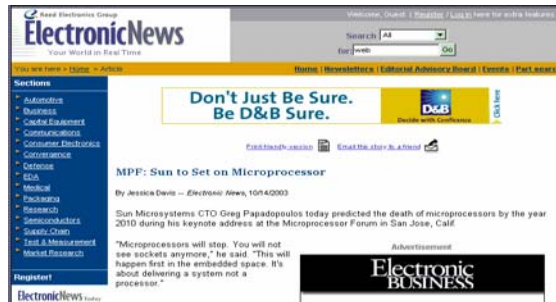 Reed Electronics Group
ElectronicNews
Your World in Real Time
Welcome, Guest. ( Register / Log in here for extra features
Search All
for: web Go
You are here > Home > Article
Home | Newsletters | Editorial Advisory Board | Events | Part sear
Sections
Automotive
Business
Capital Equipment
Communications
Consumer Electronics
Convergence
Defense
EDA
Medical
Packaging
Research
Semiconductors
Supply Chain
Test & Measurement
Market Research
Register!
ElectronicNews Today
Don't Just Be Sure.
Be D&B Sure.
D&B
Decide with Confidence
Click here
Print friendly version Email this story to a friend
MPF: Sun to Set on Microprocessor
By Jessica Davis -- Electronic News, 10/14/2003
Sun Microsystems CTO Greg Papadopoulos today predicted the death of microprocessors by the year
2010 during his keynote address at the Microprocessor Forum in San Jose, Calif.
"Microprocessors will stop. You will not
see sockets anymore," he said. "This will
happen first in the embedded space. It's
about delivering a system not a
processor."
Advertisement
Electronic
BUSINESS